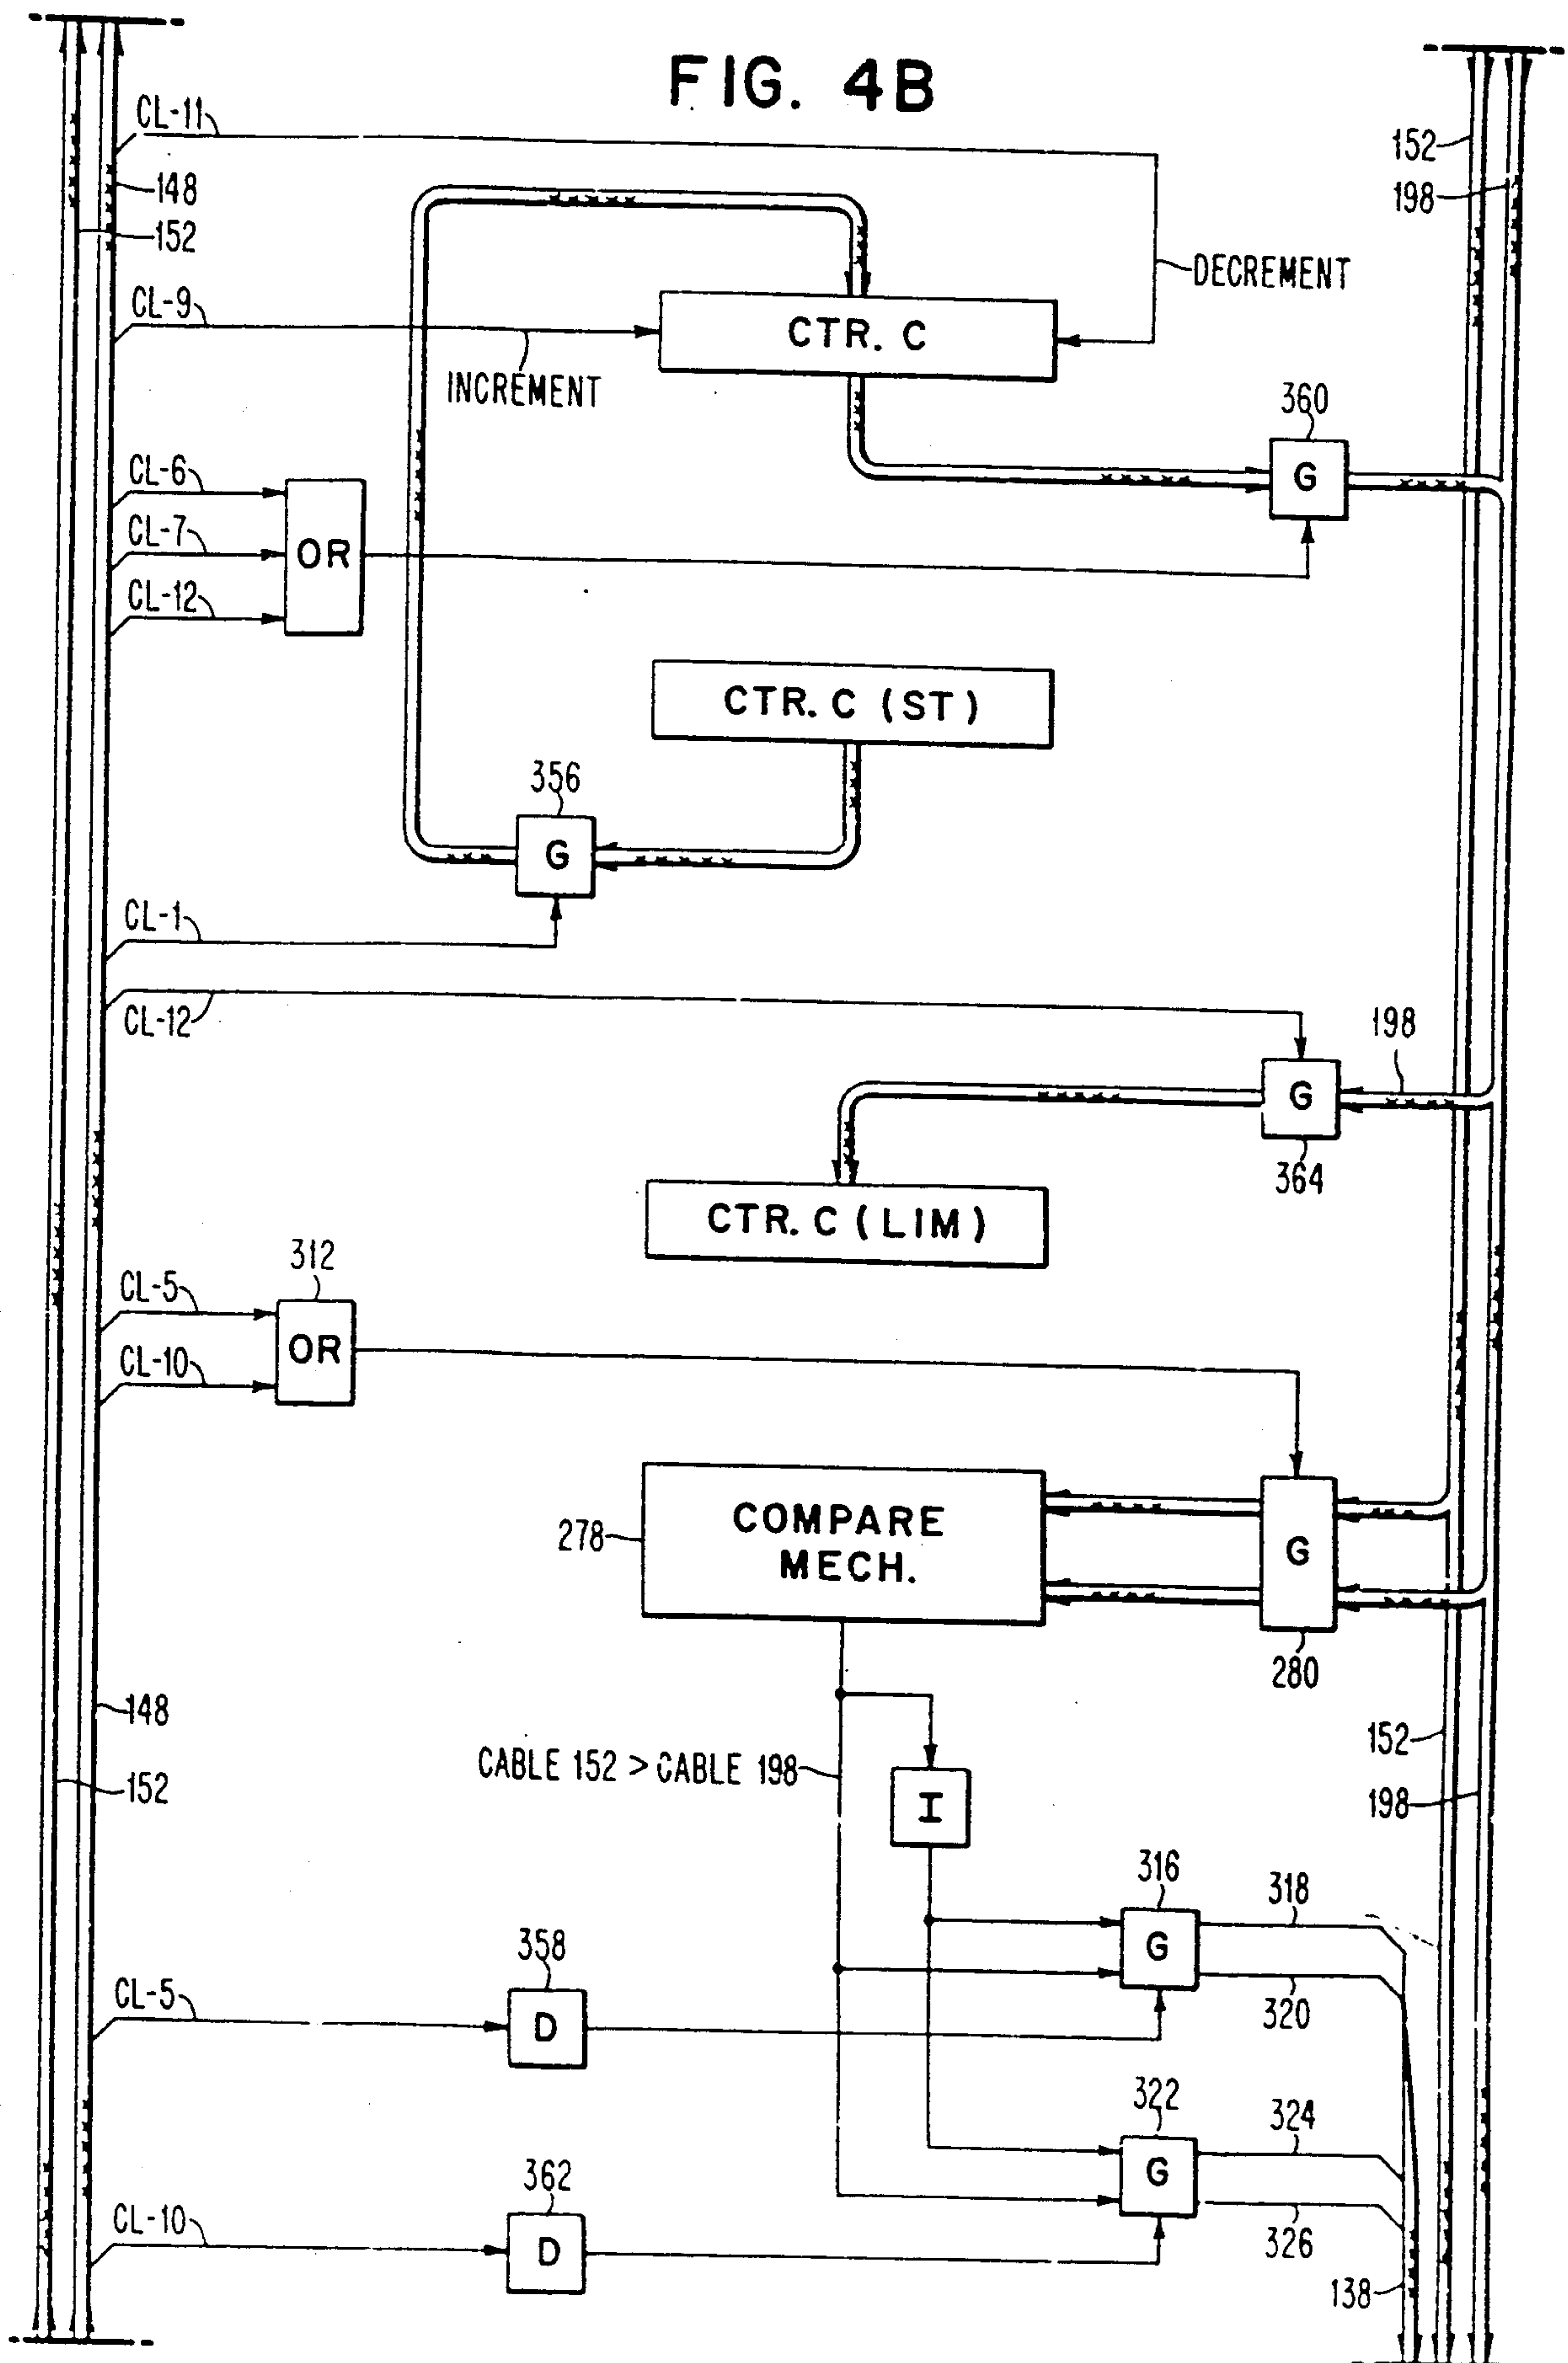 FIG. 4B
CL-11
148
152
152
198
DECREMENT
CL-9
CTR. C
INCREMENT
360
G
CL-6
CL-7
OR
CL-12
CTR. C (ST)
356
G
CL-1
CL-12
198
G
364
CTR. C (LIM)
312
CL-5
OR
CL-10
COMPARE
MECH.
278
G
280
148
152
CABLE 152 > CABLE 198
I
152
198
316
318
G
320
358
CL-5
D
322
324
G
326
362
CL-10
D
138